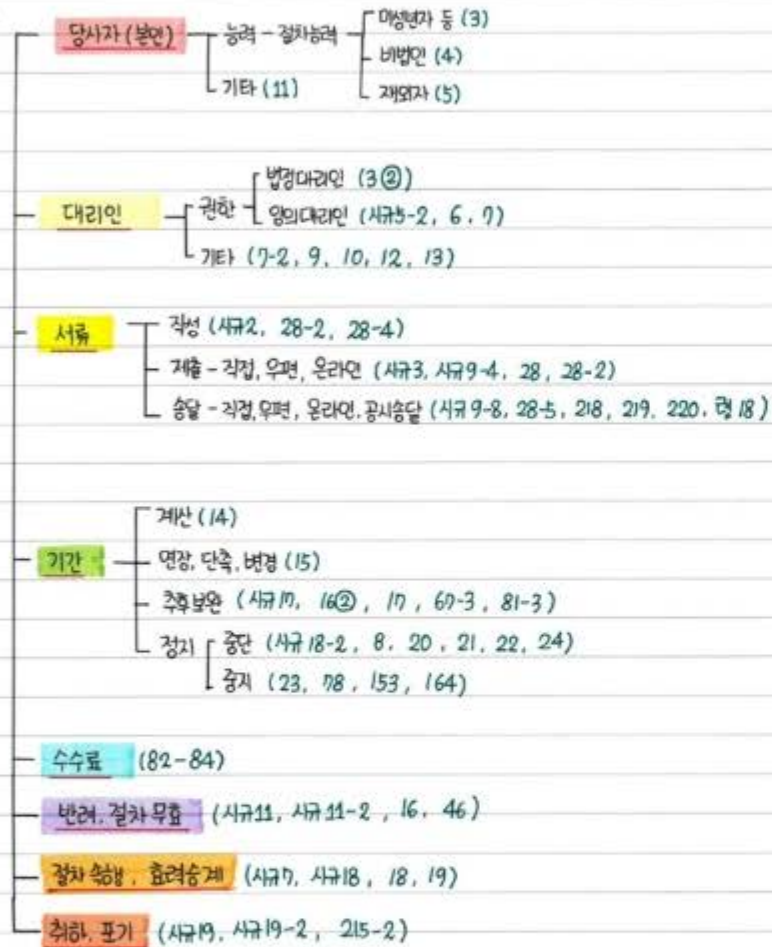 당사자 (본인)
능력 - 절차능력
미성년자 등 (3)
비법인 (4)
재외자 (5)
기타 (11)
대리인
권한
법정대리인 (3②)
임의대리인 (시규5-2, 6, 7)
기타 (7-2, 9, 10, 12, 13)
서류
작성 (시규2, 28-2, 28-4)
제출 - 직접, 우편, 온라인 (시규3, 시규9-4, 28, 28-2)
송달 - 직접, 우편, 온라인, 공시송달 (시규9-8, 28-5, 218, 219, 220, 령18)
기간
계산 (14)
연장, 단축, 변경 (15)
추후보완 (시규17, 16②, 17, 67-3, 81-3)
정지
중단 (시규18-2, 8, 20, 21, 22, 24)
중지 (23, 78, 153, 164)
수수료 (82-84)
반려, 절차무효 (시규11, 시규11-2, 16, 46)
절차속행, 효력승계 (시규7, 시규18, 18, 19)
취하, 포기 (시규19, 시규19-2, 215-2)